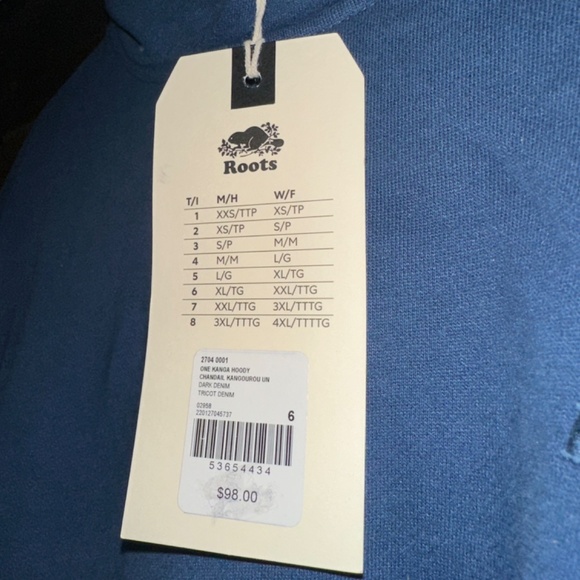 Roots
T/I M/H W/F
1 XXS/TTP XS/TP
2 XS/TP S/P
3 S/P M/M
4 M/M L/G
5 L/G XL/TG
6 XL/TG XXL/TTG
7 XXL/TTG 3XL/TTTG
8 3XL/TTTG 4XL/TTTTG
2704 0001
ONE KANGA HOODY
CHANDAIL KANGOUROU UN
DARK DENIM
TRICOT DENIM
02958
220127045737 6
53654434
$98.00